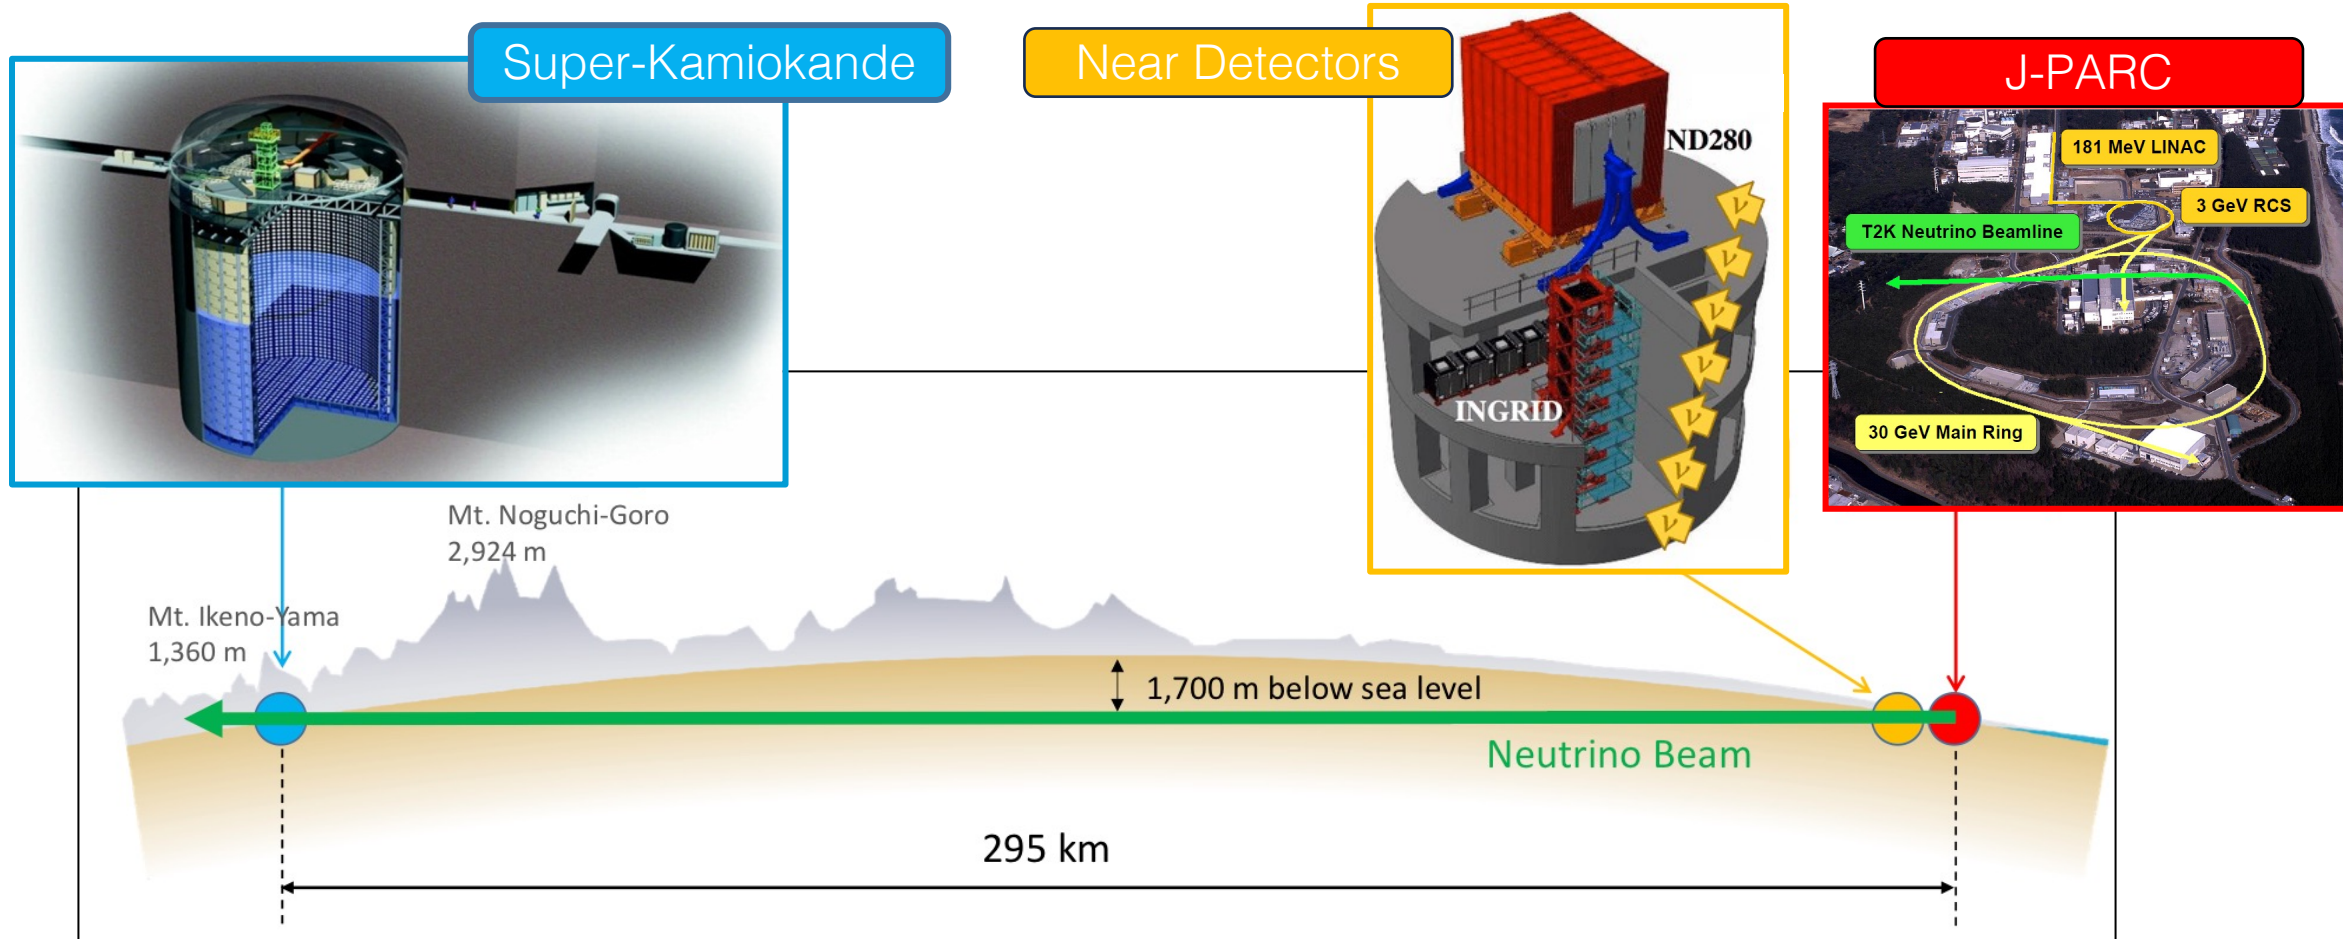 Super-Kamiokande
Near Detectors
J-PARC
ND280
INGRID
ν
ν
ν
ν
ν
ν
ν
181 MeV LINAC
3 GeV RCS
T2K Neutrino Beamline
30 GeV Main Ring
Mt. Noguchi-Goro
2,924 m
Mt. Ikeno-Yama
1,360 m
1,700 m below sea level
Neutrino Beam
295 km